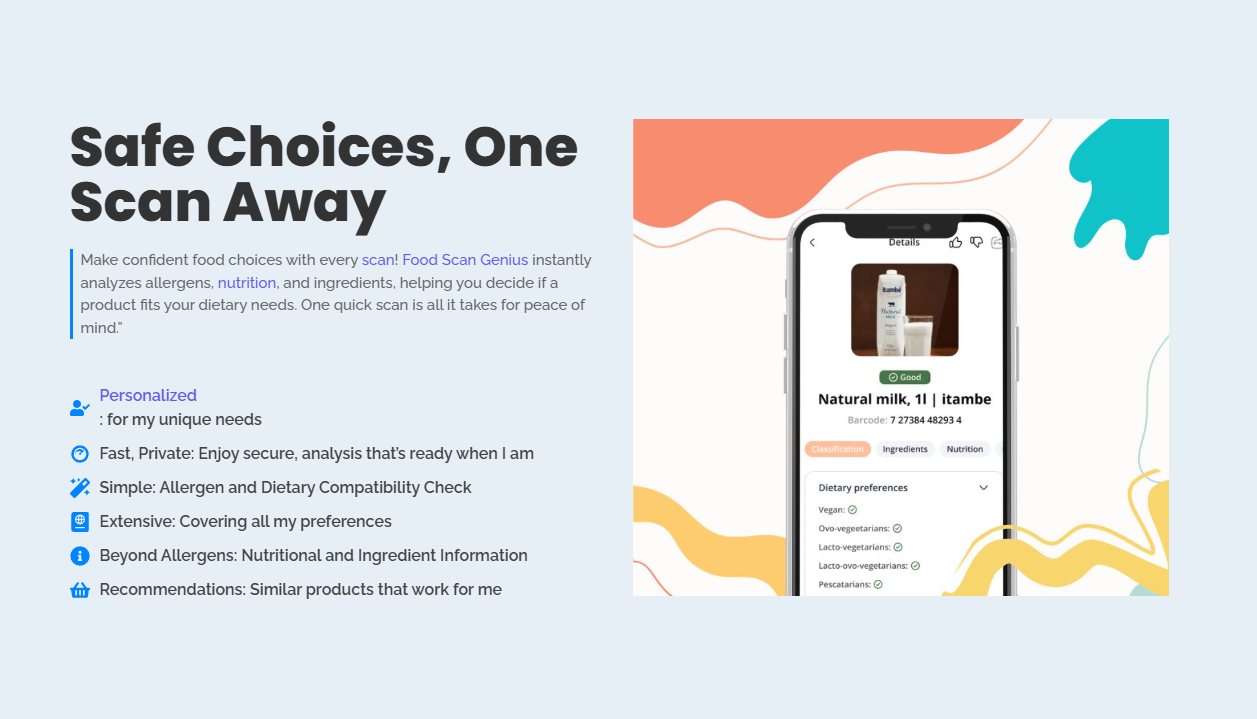 Safe Choices, One
Scan Away
Make confident food choices with every scan! Food Scan Genius instantly
analyzes allergens, nutrition, and ingredients, helping you decide if a
product fits your dietary needs. One quick scan is all it takes for peace of
mind.”
Personalized
: for my unique needs
Fast, Private: Enjoy secure, analysis that’s ready when I am
Simple: Allergen and Dietary Compatibility Check
Extensive: Covering all my preferences
Beyond Allergens: Nutritional and Ingredient Information
Recommendations: Similar products that work for me
Details
itambé
Natural
MILK
Good
Natural milk, 1l | itambe
Barcode: 7 27384 48293 4
Classification Ingredients Nutrition
Dietary preferences
Vegan:
Ovo-vegeetarians:
Lacto-vegetarians:
Lacto-ovo-vegetarians:
Pescatarians: